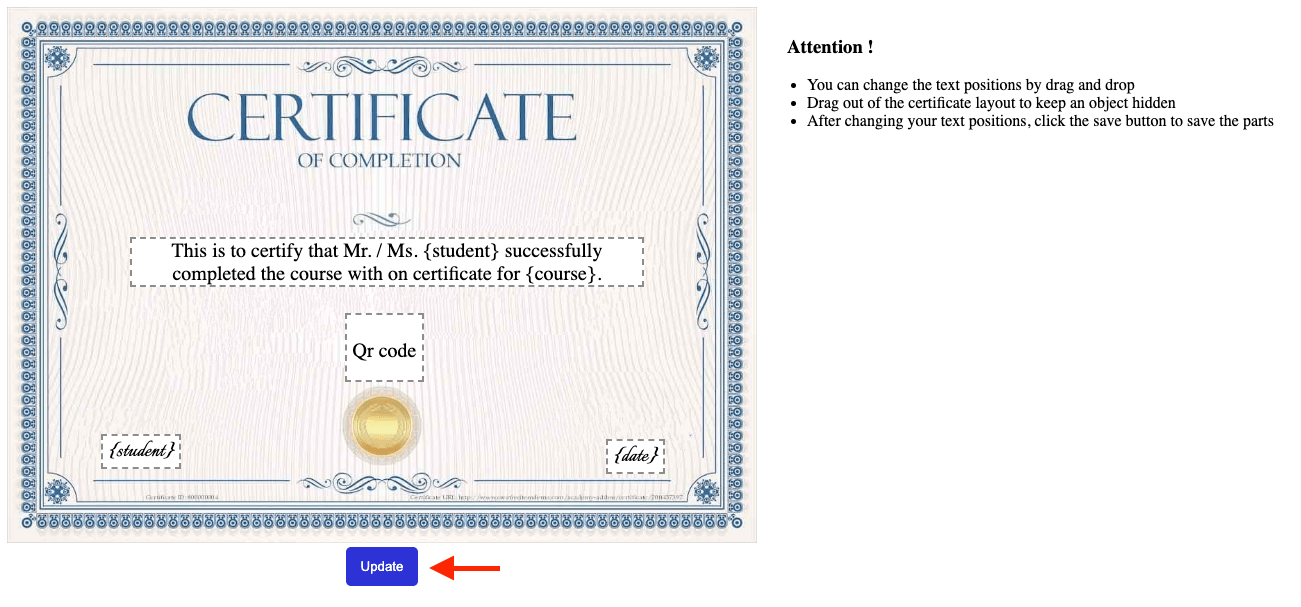 CERTIFICATE
OF COMPLETION
This is to certify that Mr. / Ms. {student} successfully
completed the course with on certificate for {course}.
Qr code
{student}
{date}
Certificate ID:
Certificate URL: http://
Update
Attention !
You can change the text positions by drag and drop
Drag out of the certificate layout to keep an object hidden
After changing your text positions, click the save button to save the parts